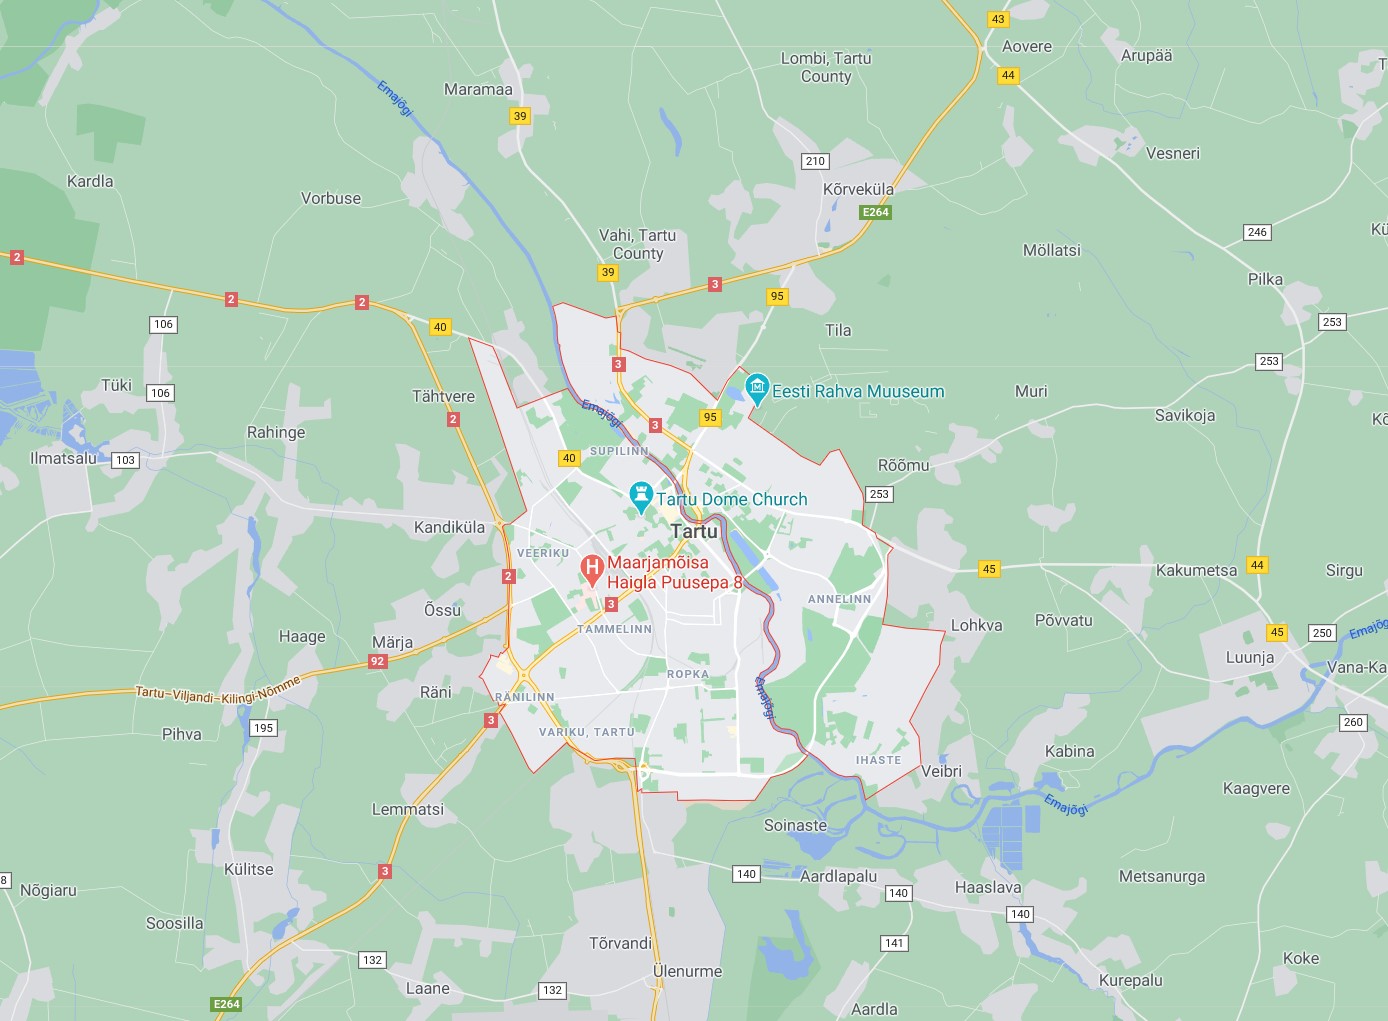 43
Aovere
Arupää
Lombi, Tartu
County
44
Emajõgi
Maramaa
39
210
Vesneri
Kardla
Vorbuse
Kõrveküla
E264
246
Vahi, Tartu
County
Möllatsi
2
39
3
95
Pilka
2
2
106
40
253
Tila
3
253
Tüki
106
Tähtvere
Eesti Rahva Muuseum
Muri
Emajõgi
Savikoja
2
95
3
Rahinge
SUPILINN
Ilmatsalu
103
40
Rõõmu
253
Tartu Dome Church
Kandiküla
Tartu
VEERIKU
Maarjamõisa
Haigla Puusepa 8
2
45
Kakumetsa
44
Sirgu
3
ANNELINN
Õssu
TAMMELINN
Lohkva
Põvvatu
Emajõg
Haage
Märja
45
250
92
Luunja
Vana-Ka
ROPKA
Tartu–Viljandi–Kilingi-Nõmme
Räni
RÄNILINN
Emajõgi
3
195
260
Pihva
VARIKU, TARTU
Kabina
IHASTE
Veibri
Kaagvere
Lemmatsi
Emajõgi
Soinaste
Külitse
3
140
Aardlapalu
Metsanurga
8
Nõgiaru
140
Haaslava
140
Soosilla
Tõrvandi
141
132
Koke
Ülenurme
Kurepalu
Laane
132
E264
Aardla